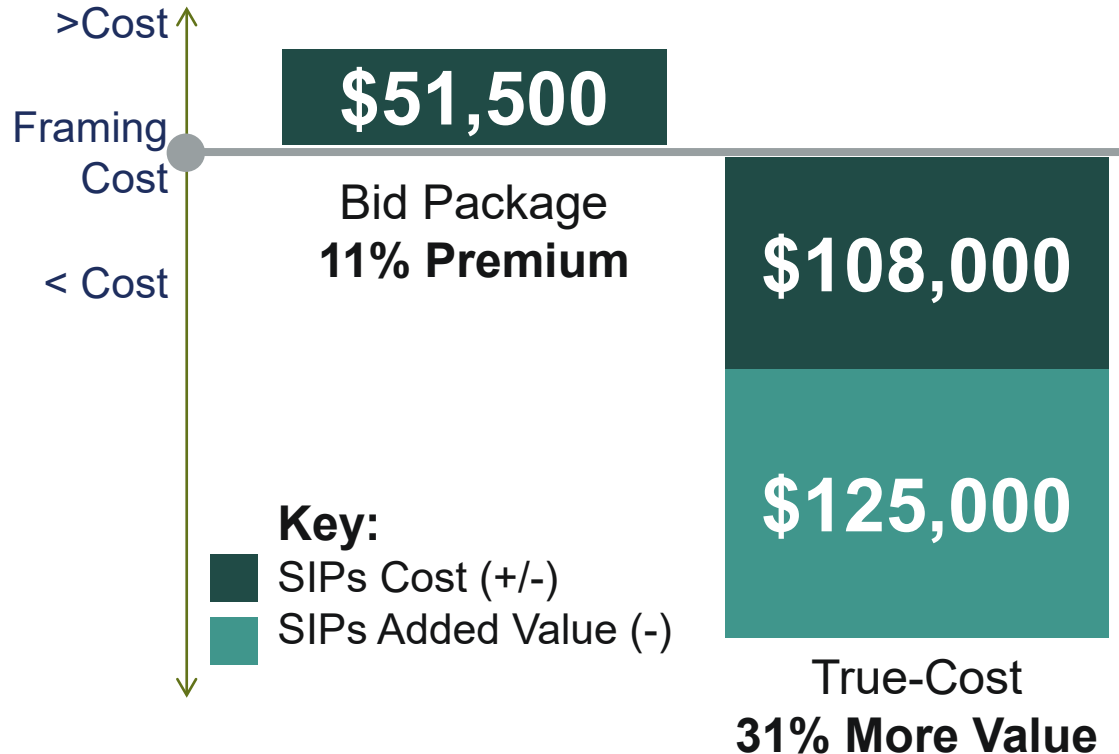 >Cost
Framing
Cost
< Cost
$51,500
Bid Package
11% Premium
$108,000
$125,000
True-Cost
31% More Value
Key:
SIPs Cost (+/-)
SIPs Added Value (-)